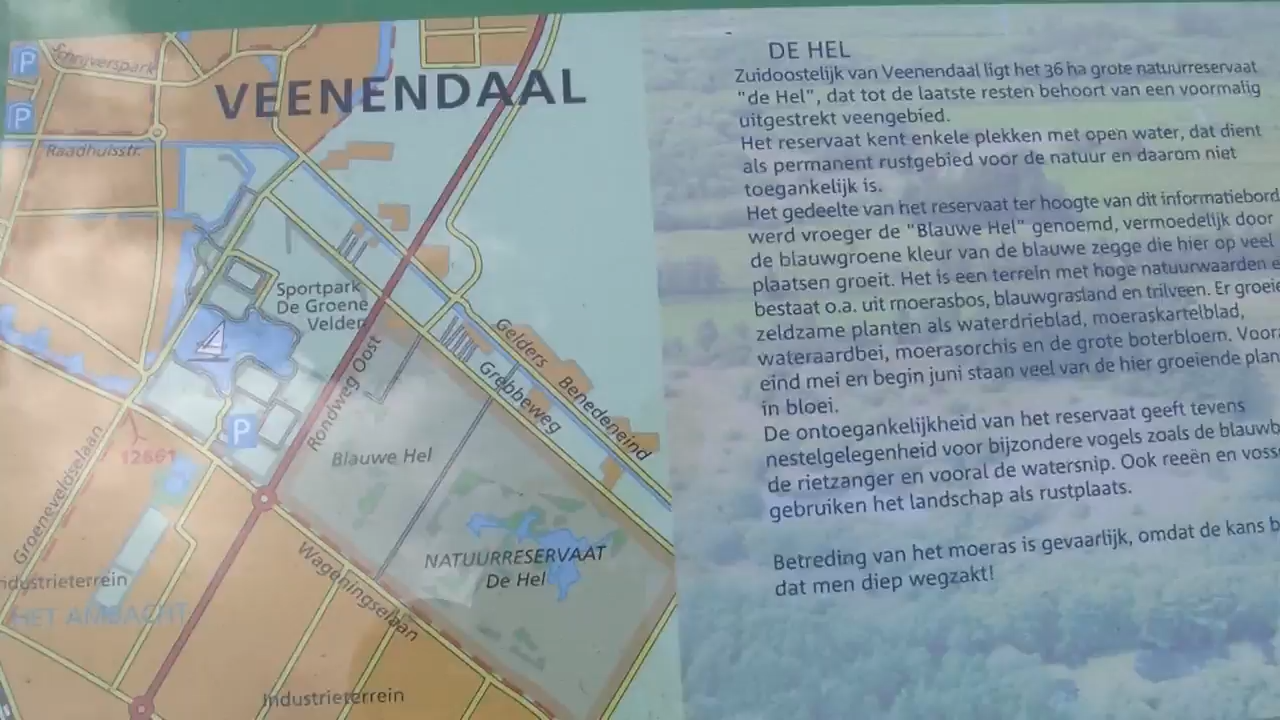 VEENENDAAL
P
Schrijverspark
P
Raadhuisstr.
Sportpark
De Groene
Velden
Rondweg Oost
Gelders Benedeneind
Grebbeweg
P
Blauwe Hel
12661
Groeneveldselaan
NATUURRESERVAAT
De Hel
Wageningselaan
ndustrieterrein
HET AMBACHT
Industrieterrein
DE HEL
Zuidoostelijk van Veenendaal ligt het 36 ha grote natuurreservaat
"de Hel", dat tot de laatste resten behoort van een voormalig
uitgestrekt veengebied.
Het reservaat kent enkele plekken met open water, dat dient
als permanent rustgebied voor de natuur en daarom niet
toegankelijk is.
Het gedeelte van het reservaat ter hoogte van dit informatiebord
werd vroeger de "Blauwe Hel" genoemd, vermoedelijk door
de blauwgroene kleur van de blauwe zegge die hier op veel
plaatsen groeit. Het is een terrein met hoge natuurwaarden e
bestaat o.a. uit moerasbos, blauwgrasland en trilveen. Er groeie
zeldzame planten als waterdrieblad, moeraskartelblad,
wateraardbei, moerasorchis en de grote boterbloem. Voora
eind mei en begin juni staan veel van de hier groeiende plan
in bloei.
De ontoegankelijkheid van het reservaat geeft tevens
nestelgelegenheid voor bijzondere vogels zoals de blauwb
de rietzanger en vooral de watersnip. Ook reeën en voss
gebruiken het landschap als rustplaats.
Betreding van het moeras is gevaarlijk, omdat de kans b
dat men diep wegzakt!